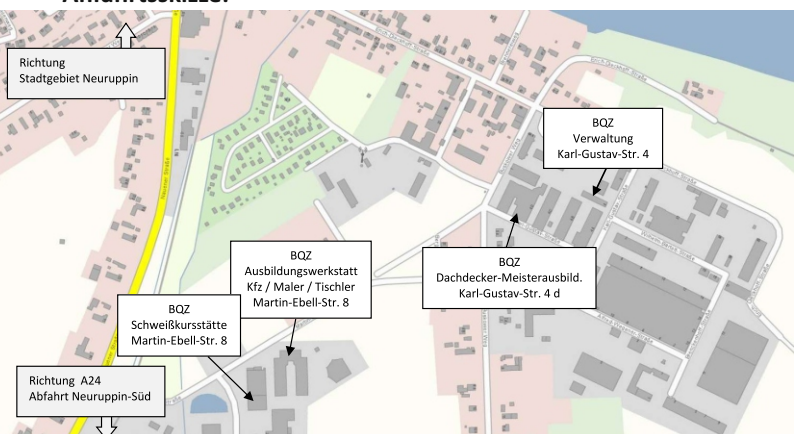 Anfahrtsskizze:
Richtung
Stadtgebiet Neuruppin
BQZ
Verwaltung
Karl-Gustav-Str. 4
BQZ
Ausbildungswerkstatt
Kfz / Maler / Tischler
Martin-Ebell-Str. 8
BQZ
Dachdecker-Meisterausbild.
Karl-Gustav-Str. 4 d
BQZ
Schweißkursstätte
Martin-Ebell-Str. 8
Richtung A24
Abfahrt Neuruppin-Süd